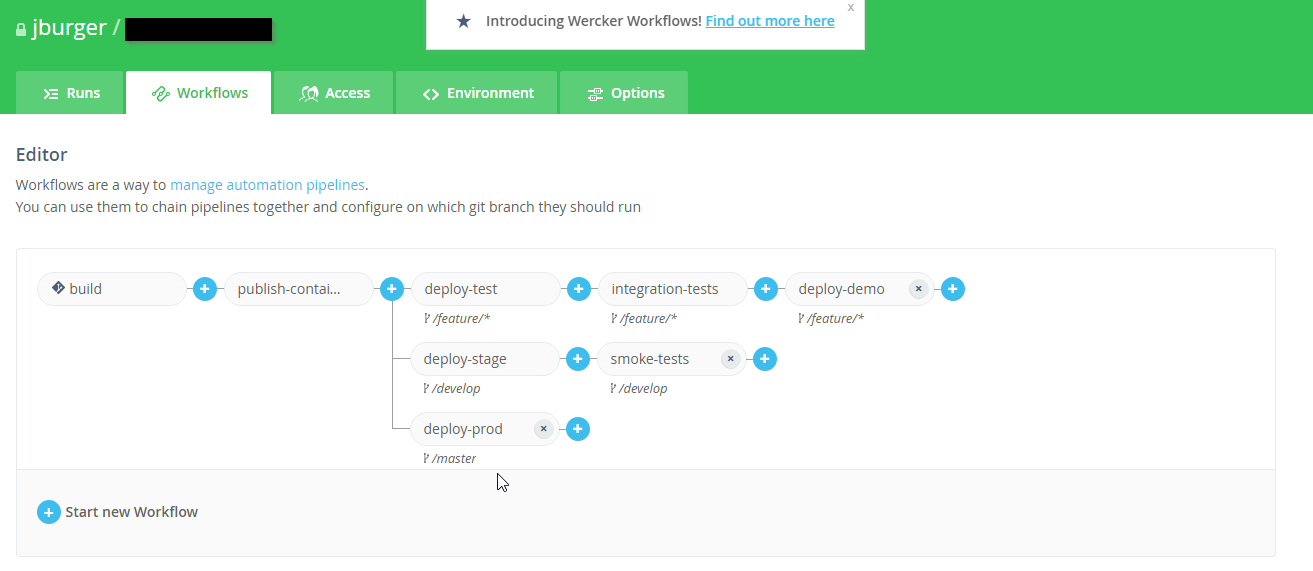 jburger /
Introducing Wercker Workflows! Find out more here
x
Runs
Workflows
Access
Environment
Options
Editor
Workflows are a way to manage automation pipelines.
You can use them to chain pipelines together and configure on which git branch they should run
build
publish-contai...
deploy-test
integration-tests
deploy-demo
/feature/*
/feature/*
/feature/*
deploy-stage
smoke-tests
/develop
/develop
deploy-prod
/master
Start new Workflow